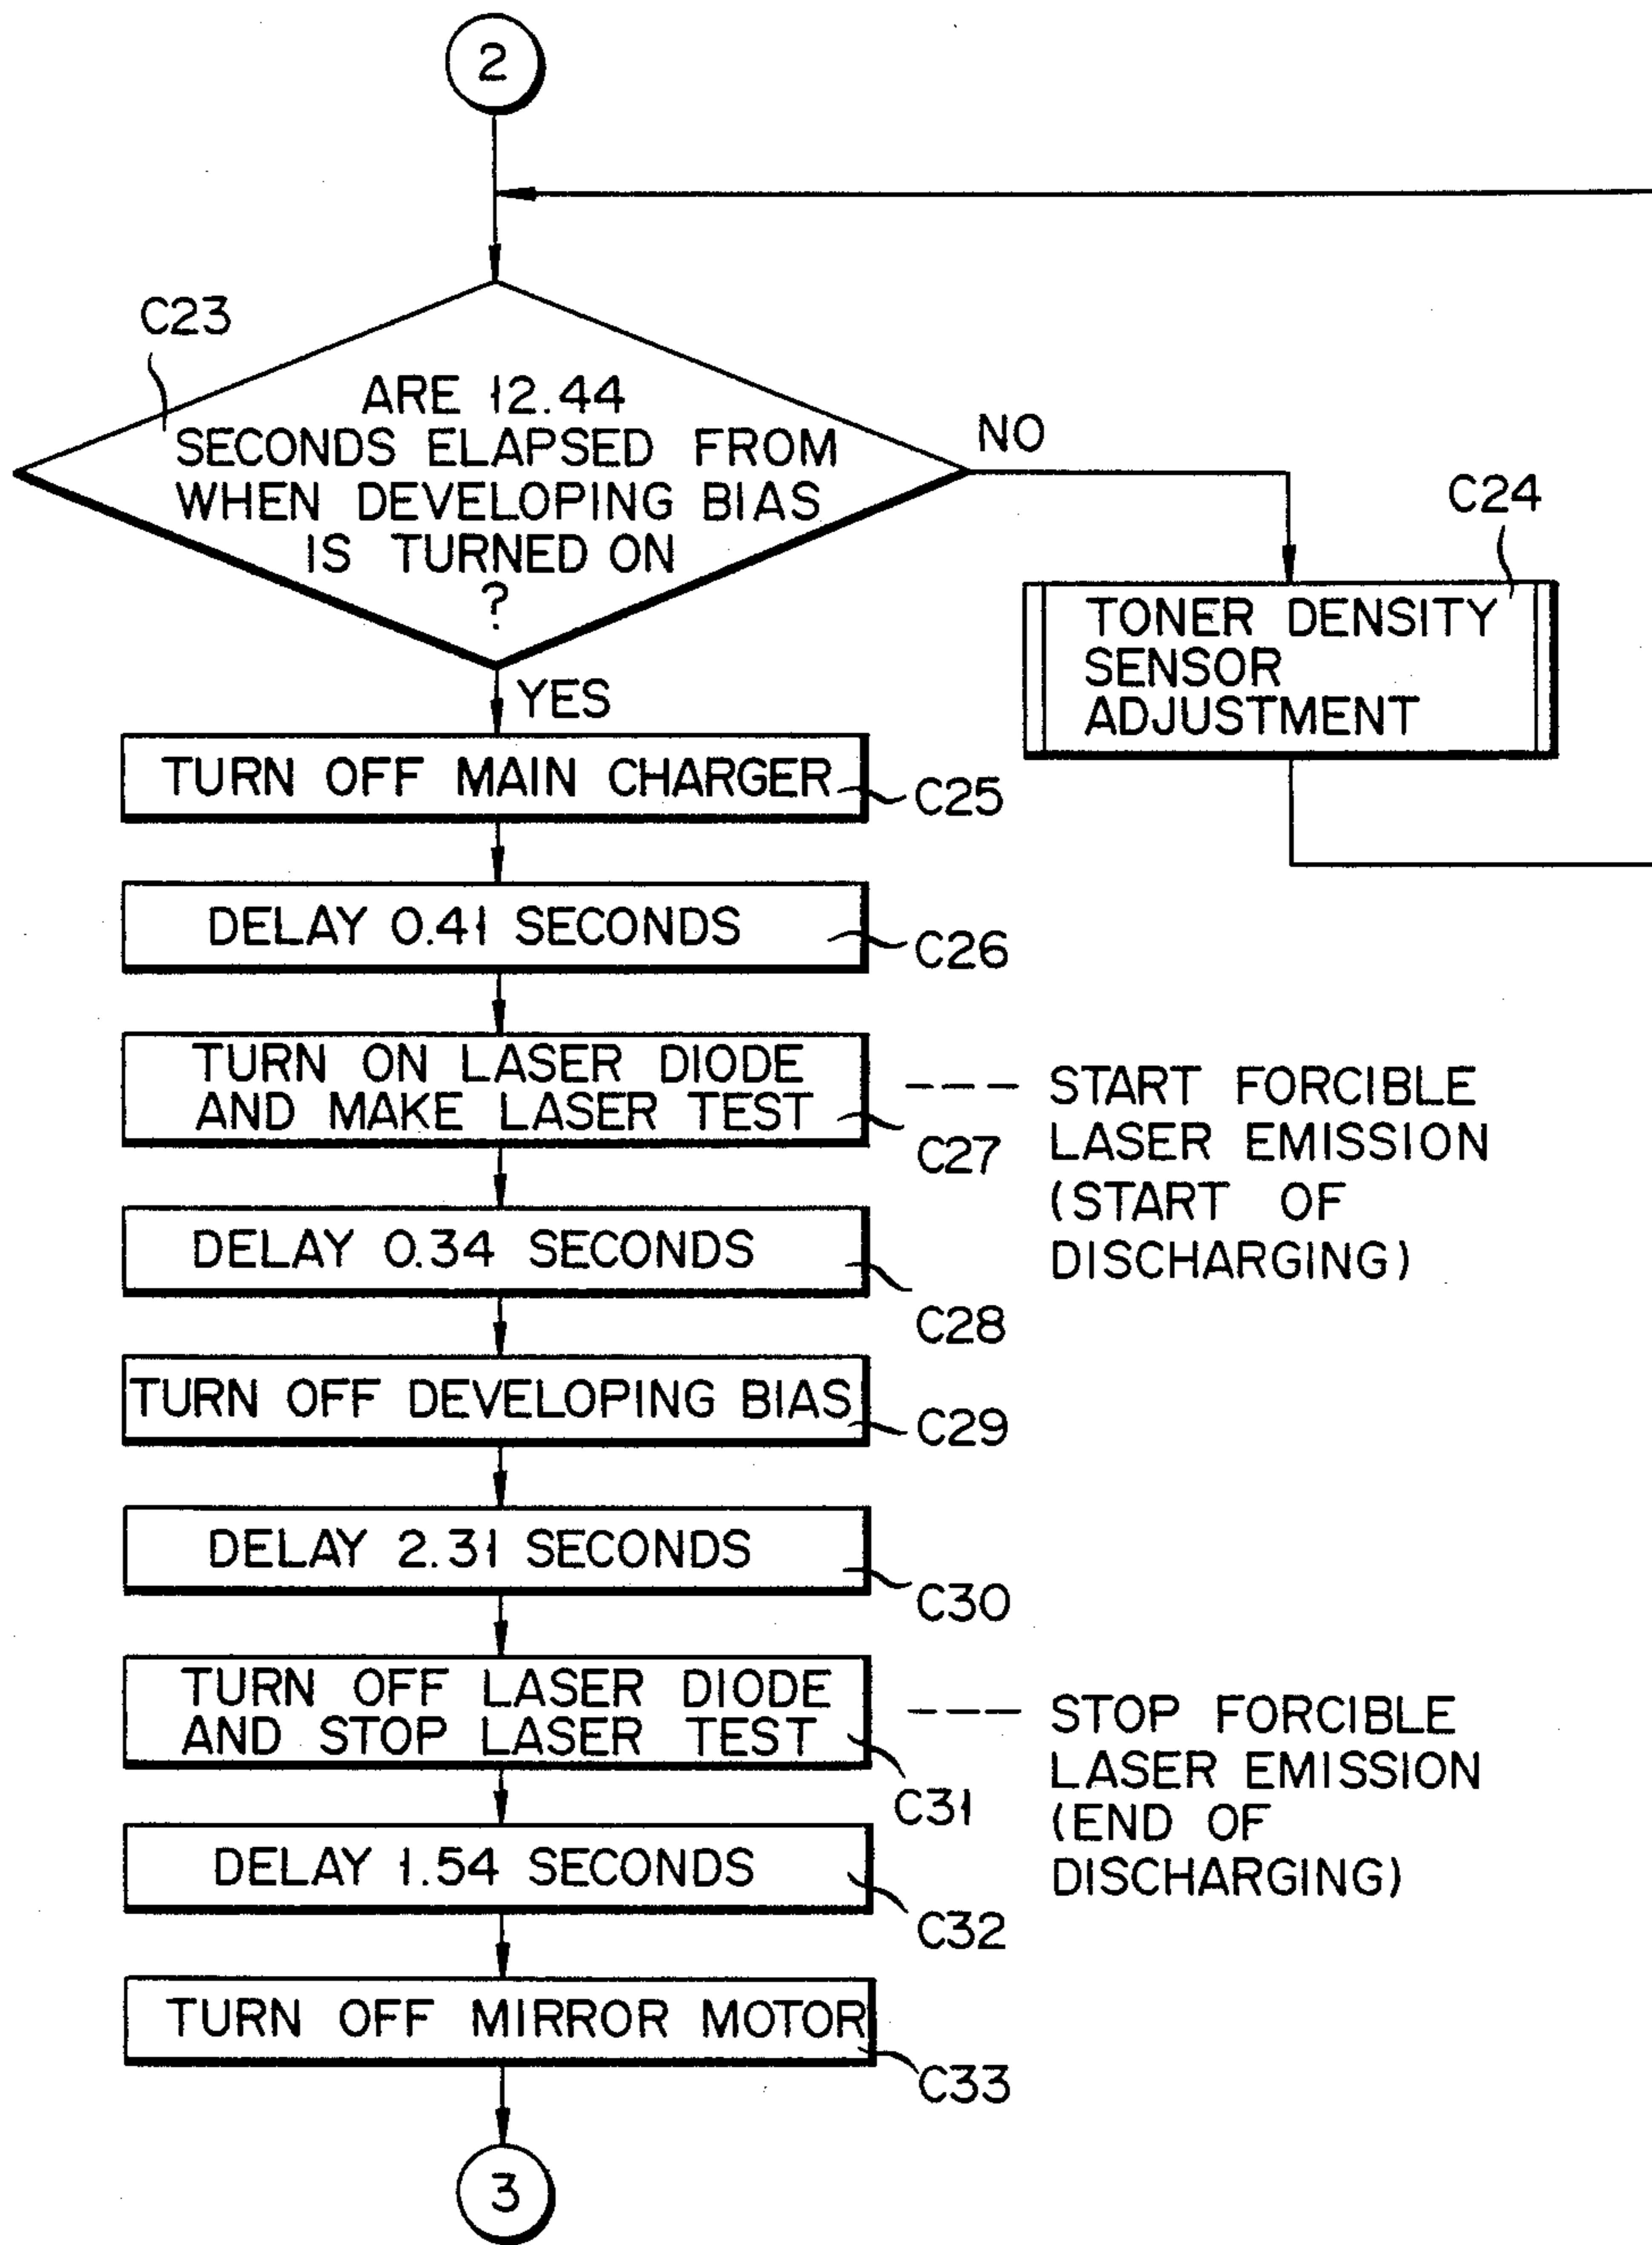 2
C23
ARE 12.44
SECONDS ELAPSED FROM
WHEN DEVELOPING BIAS
IS TURNED ON
?
NO
C24
TONER DENSITY
SENSOR
ADJUSTMENT
YES
TURN OFF MAIN CHARGER
C25
DELAY 0.41 SECONDS
C26
TURN ON LASER DIODE
AND MAKE LASER TEST
C27
START FORCIBLE
LASER EMISSION
(START OF
DISCHARGING)
DELAY 0.34 SECONDS
C28
TURN OFF DEVELOPING BIAS
C29
DELAY 2.31 SECONDS
C30
TURN OFF LASER DIODE
AND STOP LASER TEST
C31
STOP FORCIBLE
LASER EMISSION
(END OF
DISCHARGING)
DELAY 1.54 SECONDS
C32
TURN OFF MIRROR MOTOR
C33
3